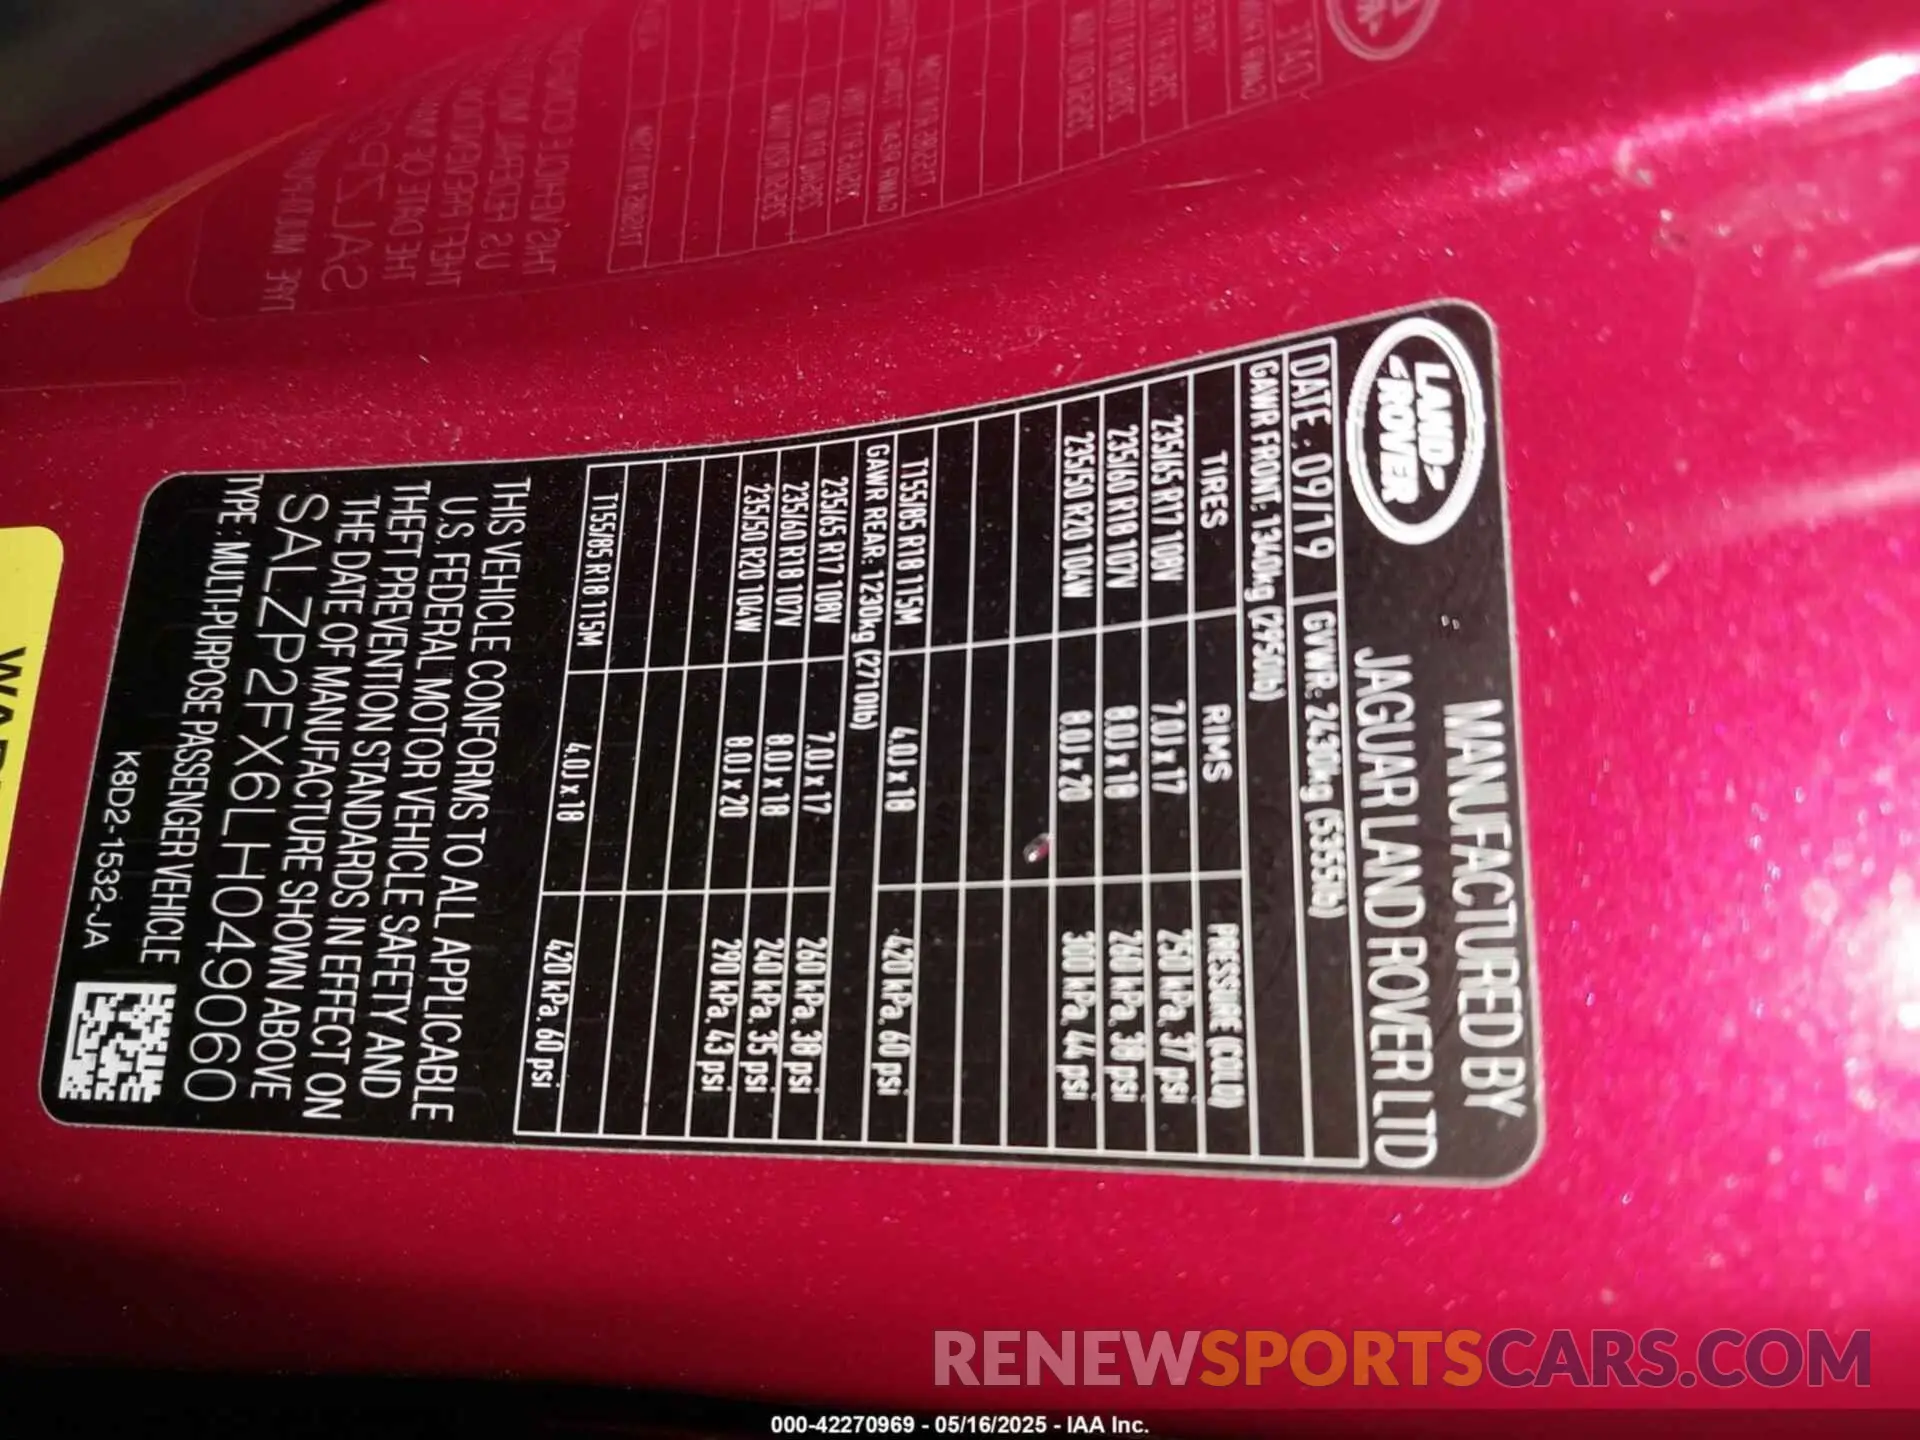 MANUFACTURED BY
JAGUAR LAND ROVER LTD
LAND
ROVER
DATE: 09/19 GVWR: 2430kg (5355lb)
GAWR FRONT: 1340kg (2950lb)
TIRES RIMS PRESSURE (COLD)
235/65 R17 108V 7.0J x 17 250 kPa. 37 psi
235/60 R18 107V 8.0J x 18 260 kPa. 38 psi
235/50 R20 104W 8.0J x 20 300 kPa. 44 psi
T155/85 R18 115M 4.0J x 18 420 kPa. 60 psi
GAWR REAR: 1230kg (2710lb)
235/65 R17 108V 7.0J x 17 260 kPa. 38 psi
235/60 R18 107V 8.0J x 18 240 kPa. 35 psi
235/50 R20 104W 8.0J x 20 290 kPa. 43 psi
T155/85 R18 115M 4.0J x 18 420 kPa. 60 psi
THIS VEHICLE CONFORMS TO ALL APPLICABLE
U.S. FEDERAL MOTOR VEHICLE SAFETY AND
THEFT PREVENTION STANDARDS IN EFFECT ON
THE DATE OF MANUFACTURE SHOWN ABOVE
SALZP2FX6LH049060
TYPE: MULTI-PURPOSE PASSENGER VEHICLE
K8D2-1532-JA
RENEWSPORTSCARS.COM
000-42270969 - 05/16/2025 - IAA Inc.